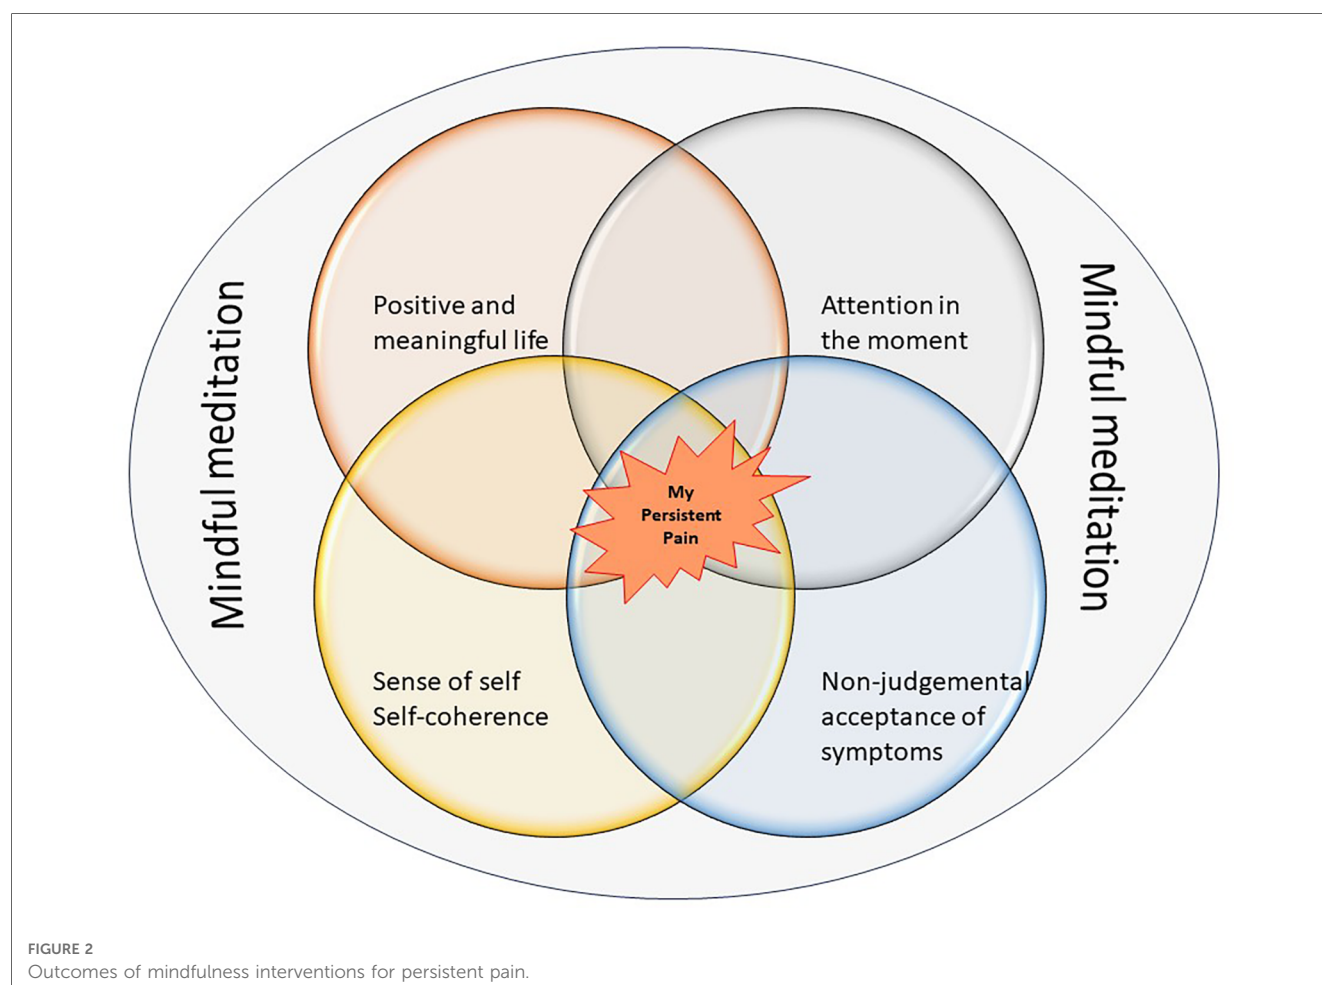 Mindful meditation
Positive and
meaningful life
Attention in
the moment
Mindful meditation
My
Persistent
Pain
Sense of self
Self-coherence
Non-judgemental
acceptance of
symptoms
FIGURE 2
Outcomes of mindfulness interventions for persistent pain.